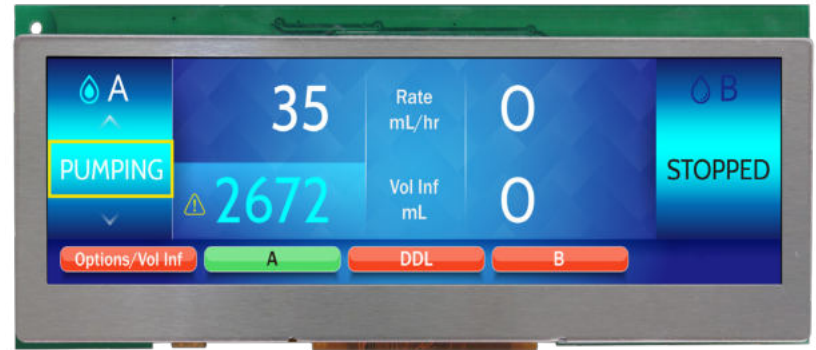 A
35
Rate
mL/hr
0
B
PUMPING
STOPPED
2672
Vol Inf
mL
0
Options/Vol Inf
A
DDL
B